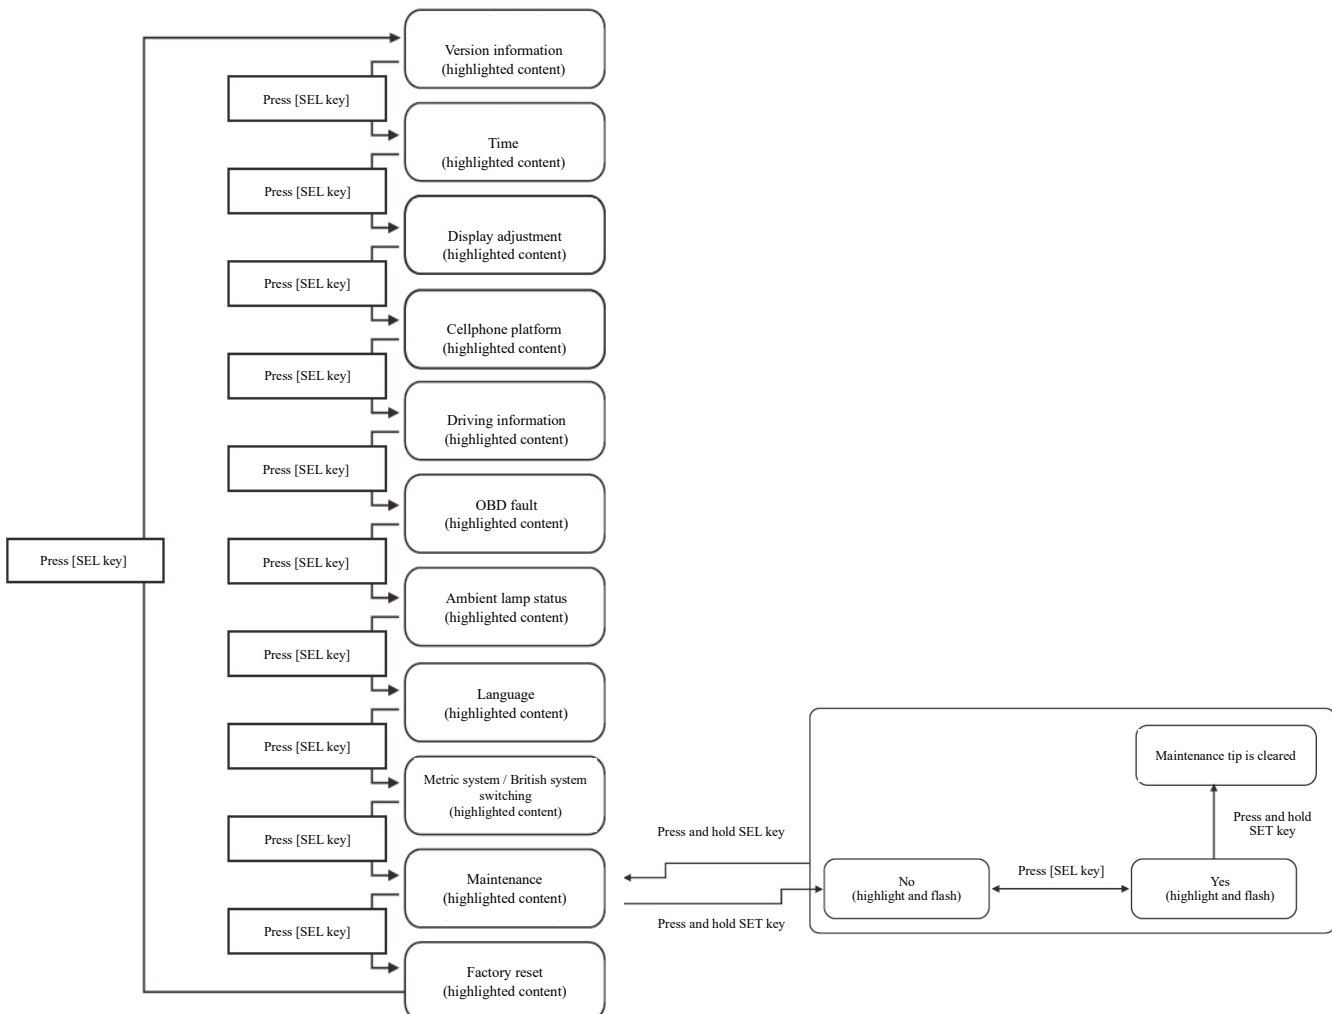 Version information
(highlighted content)
Press [SEL key]
Time
(highlighted content)
Press [SEL key]
Display adjustment
(highlighted content)
Press [SEL key]
Cellphone platform
(highlighted content)
Press [SEL key]
Driving information
(highlighted content)
Press [SEL key]
OBD fault
(highlighted content)
Press [SEL key]
Press [SEL key]
Ambient lamp status
(highlighted content)
Press [SEL key]
Language
(highlighted content)
Press [SEL key]
Metric system / British system
switching
(highlighted content)
Press [SEL key]
Maintenance
(highlighted content)
Press [SEL key]
Factory reset
(highlighted content)
Press and hold SEL key
Press and hold SET key
No
(highlight and flash)
Press [SEL key]
Yes
(highlight and flash)
Press and hold
SET key
Maintenance tip is cleared